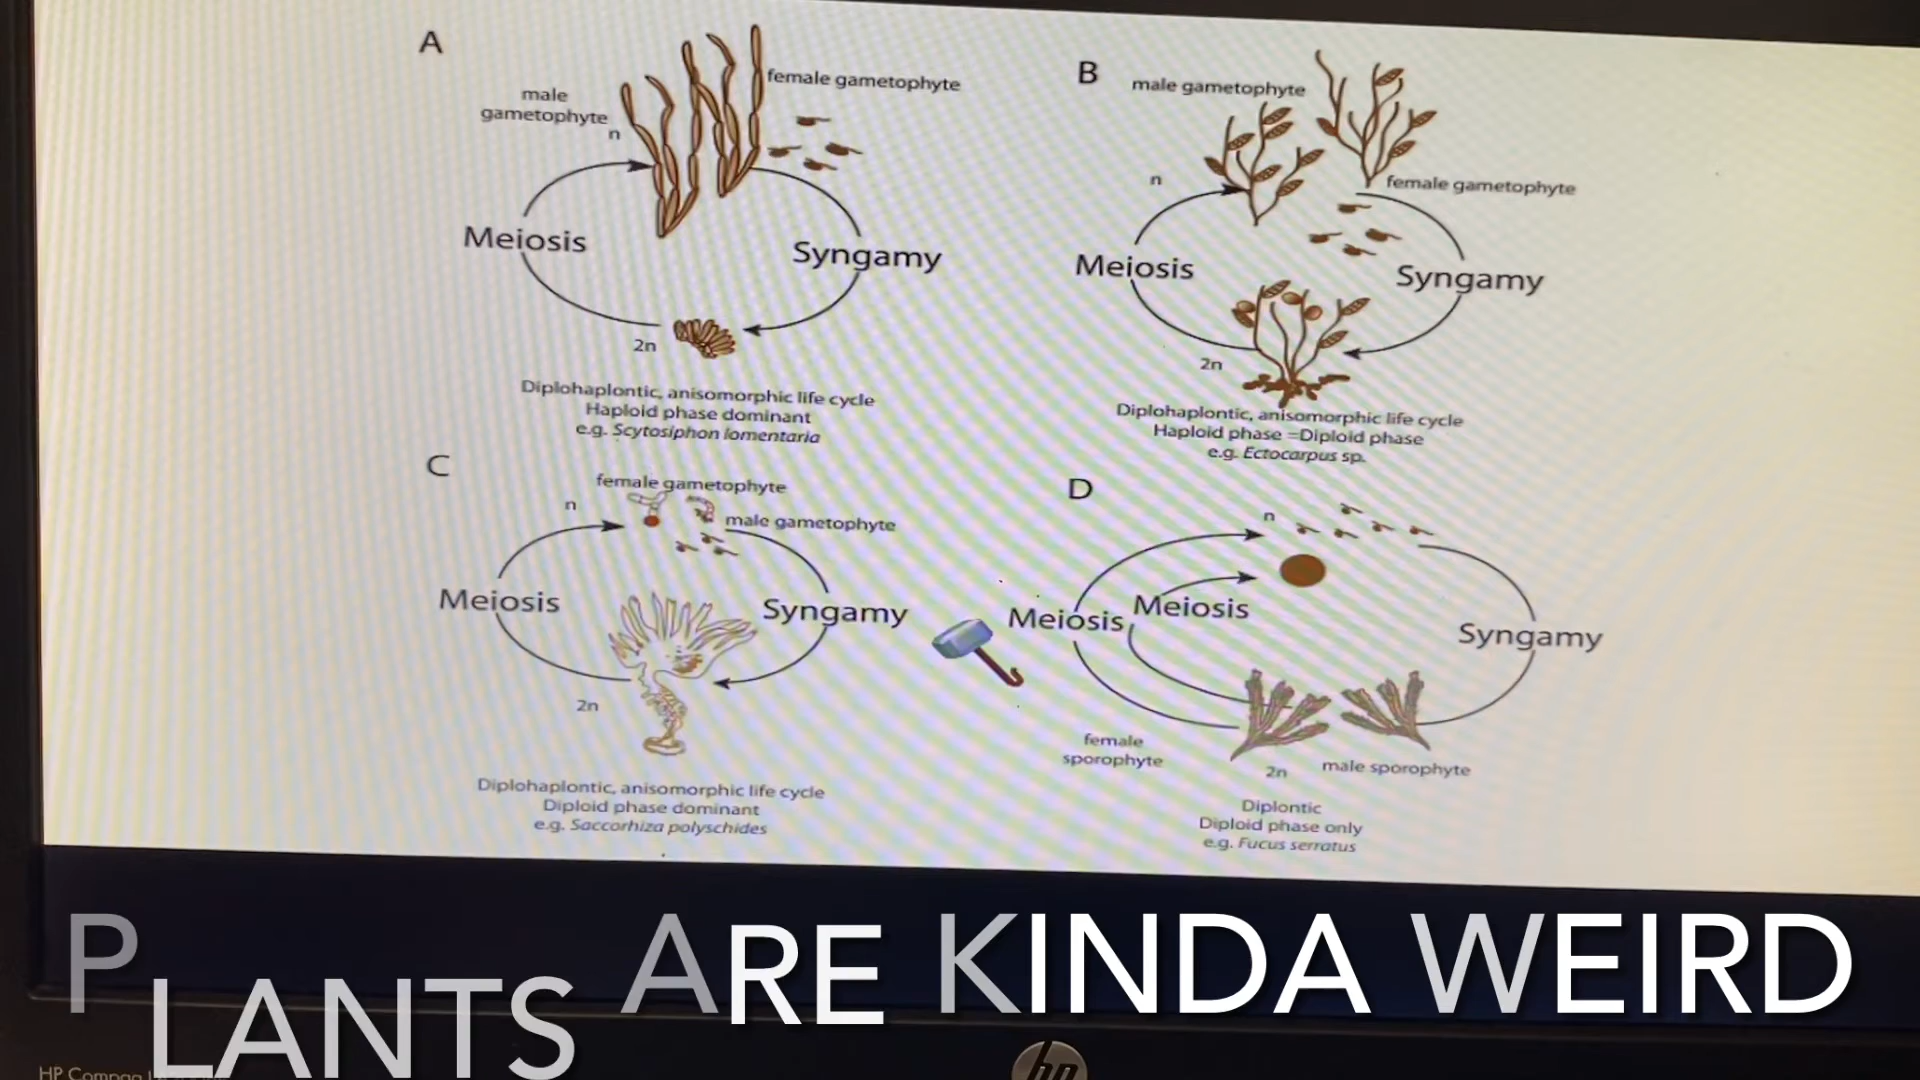 A
female gametophyte
male
gametophyte
n
Meiosis
Syngamy
2n
Diplohaplontic, anisomorphic life cycle
Haploid phase dominant
e.g. Scytosiphon lomentaria
B
male gametophyte
female gametophyte
n
Meiosis
Syngamy
2n
Diplohaplontic, anisomorphic life cycle
Haploid phase =Diploid phase
e.g. Ectocarpus sp.
C
female gametophyte
n
male gametophyte
Meiosis
Syngamy
2n
Diplohaplontic, anisomorphic life cycle
Diploid phase dominant
e.g. Saccorhiza polyschides
D
n
Meiosis
Meiosis
Syngamy
female
sporophyte
2n
male sporophyte
Diplontic
Diploid phase only
e.g. Fucus serratus
PLANTS ARE KINDA WEIRD
hp
HP Compaq